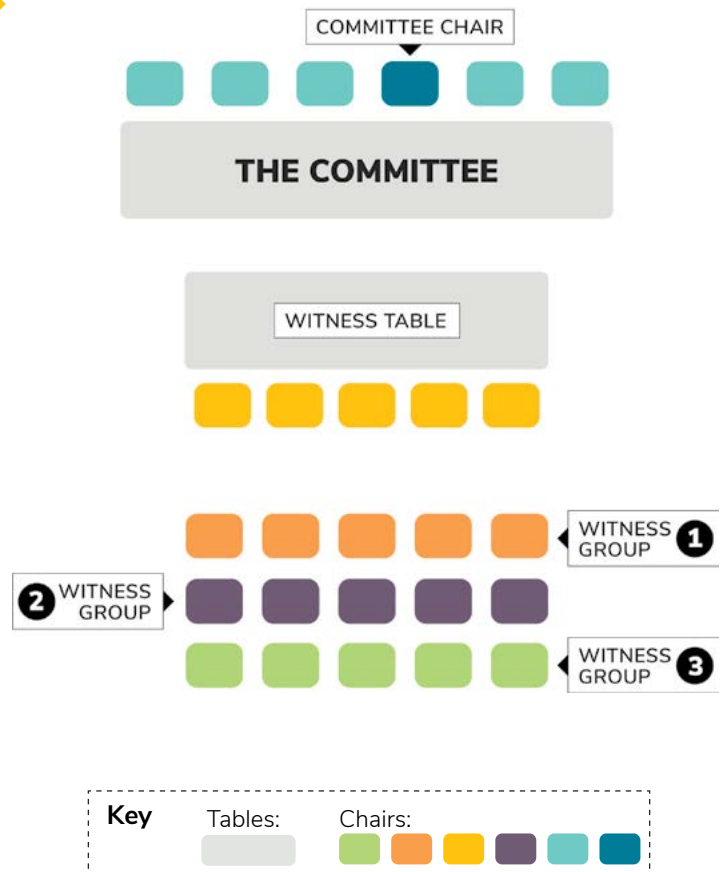 COMMITTEE CHAIR
THE COMMITTEE
WITNESS TABLE
WITNESS
GROUP 1
2 WITNESS
GROUP
WITNESS
GROUP 3
Key
Tables:
Chairs: